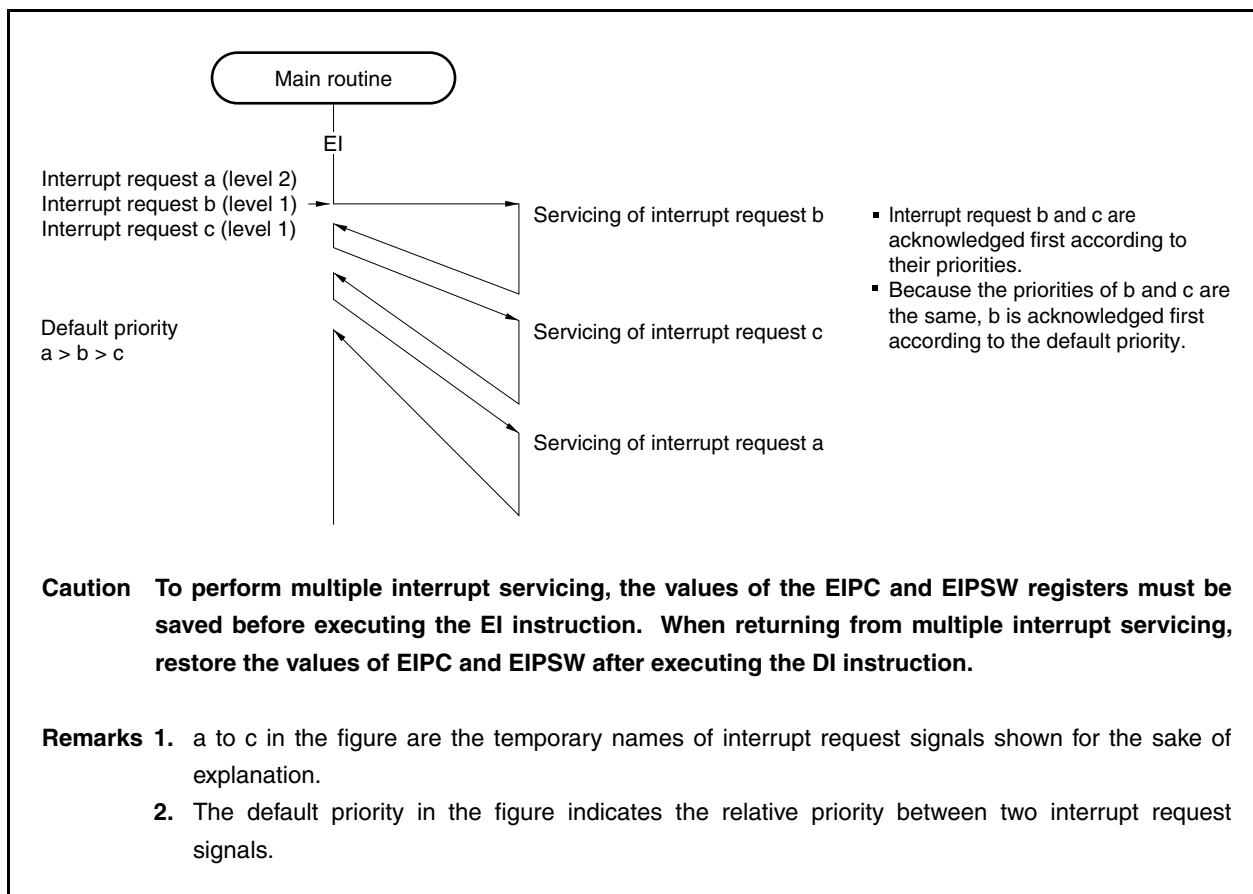 Main routine
EI
Interrupt request a (level 2)
Interrupt request b (level 1)
Interrupt request c (level 1)
Servicing of interrupt request b
▪ Interrupt request b and c are
acknowledged first according to
their priorities.
▪ Because the priorities of b and c are
the same, b is acknowledged first
according to the default priority.
Default priority
a > b > c
Servicing of interrupt request c
Servicing of interrupt request a
Caution To perform multiple interrupt servicing, the values of the EIPC and EIPSW registers must be
saved before executing the EI instruction. When returning from multiple interrupt servicing,
restore the values of EIPC and EIPSW after executing the DI instruction.
Remarks 1. a to c in the figure are the temporary names of interrupt request signals shown for the sake of
explanation.
2. The default priority in the figure indicates the relative priority between two interrupt request
signals.